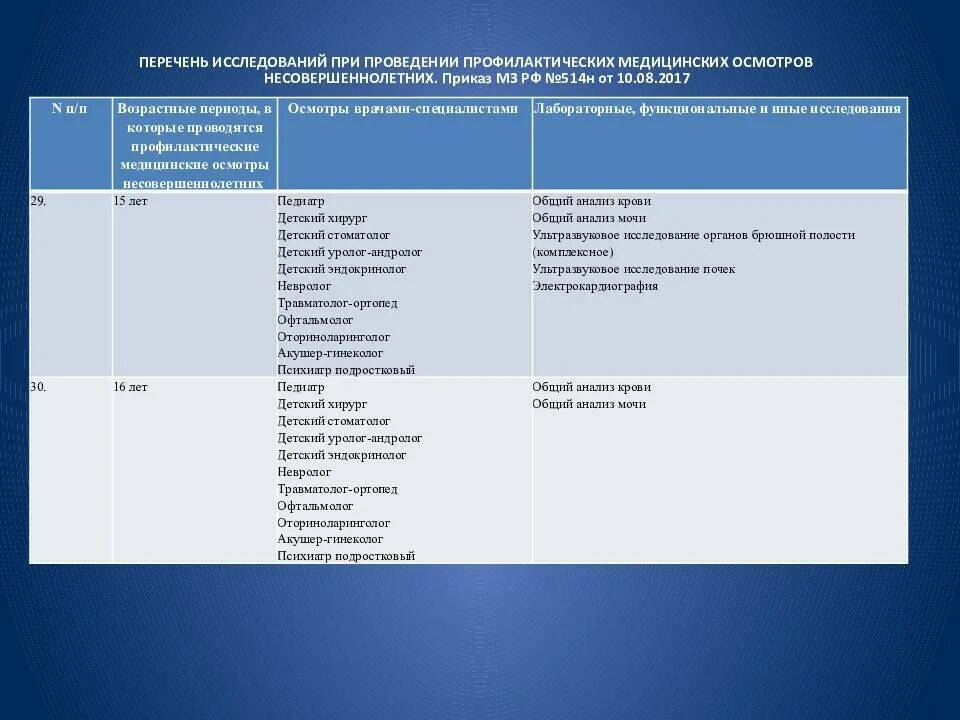 ПЕРЕЧЕНЬ ИССЛЕДОВАНИЙ ПРИ ПРОВЕДЕНИИ ПРОФИЛАКТИЧЕСКИХ МЕДИЦИНСКИХ ОСМОТРОВ
НЕСОВЕРШЕННОЛЕТНИХ. Приказ МЗ РФ №514н от 10.08.2017
N п/п
Возрастные периоды, в
которые проводятся
профилактические
медицинские осмотры
несовершеннолетних
Осмотры врачами-специалистами
Лабораторные, функциональные и иные исследования
29.
15 лет
Педиатр
Детский хирург
Детский стоматолог
Детский уролог-андролог
Детский эндокринолог
Невролог
Травматолог-ортопед
Офтальмолог
Оториноларинголог
Акушер-гинеколог
Психиатр подростковый
Общий анализ крови
Общий анализ мочи
Ультразвуковое исследование органов брюшной полости
(комплексное)
Ультразвуковое исследование почек
Электрокардиография
30.
16 лет
Педиатр
Детский хирург
Детский стоматолог
Детский уролог-андролог
Детский эндокринолог
Невролог
Травматолог-ортопед
Офтальмолог
Оториноларинголог
Акушер-гинеколог
Психиатр подростковый
Общий анализ крови
Общий анализ мочи